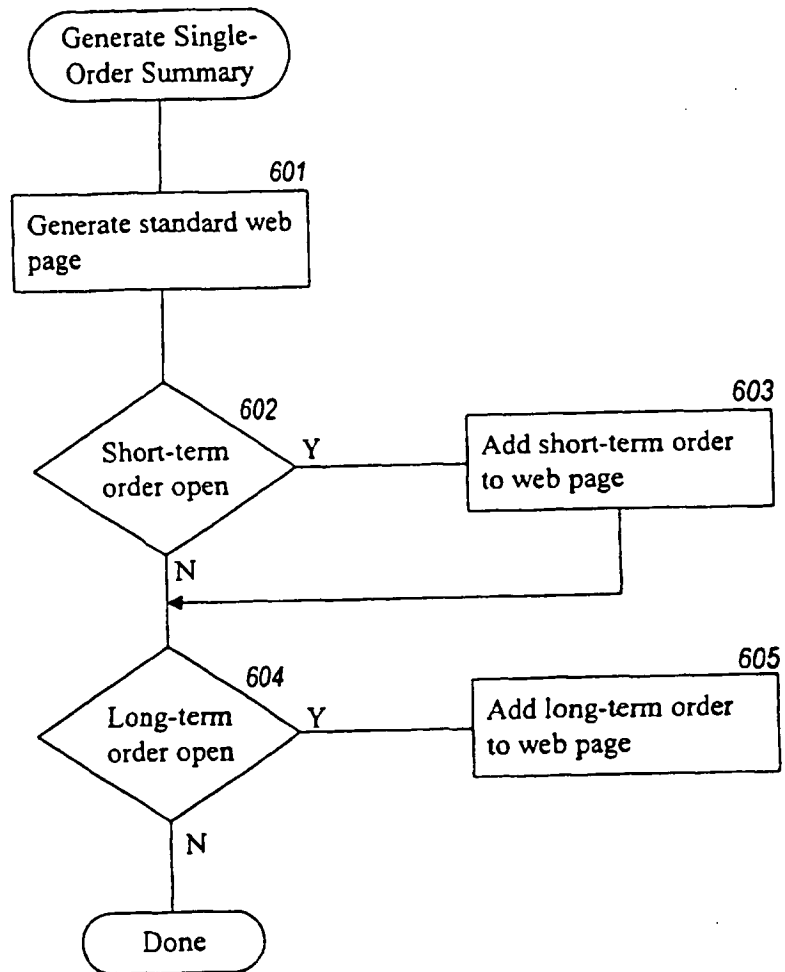 Generate Single-
Order Summary
601
Generate standard web
page
602
Short-term
order open
Y
N
603
Add short-term order
to web page
604
Long-term
order open
Y
N
605
Add long-term order
to web page
Done